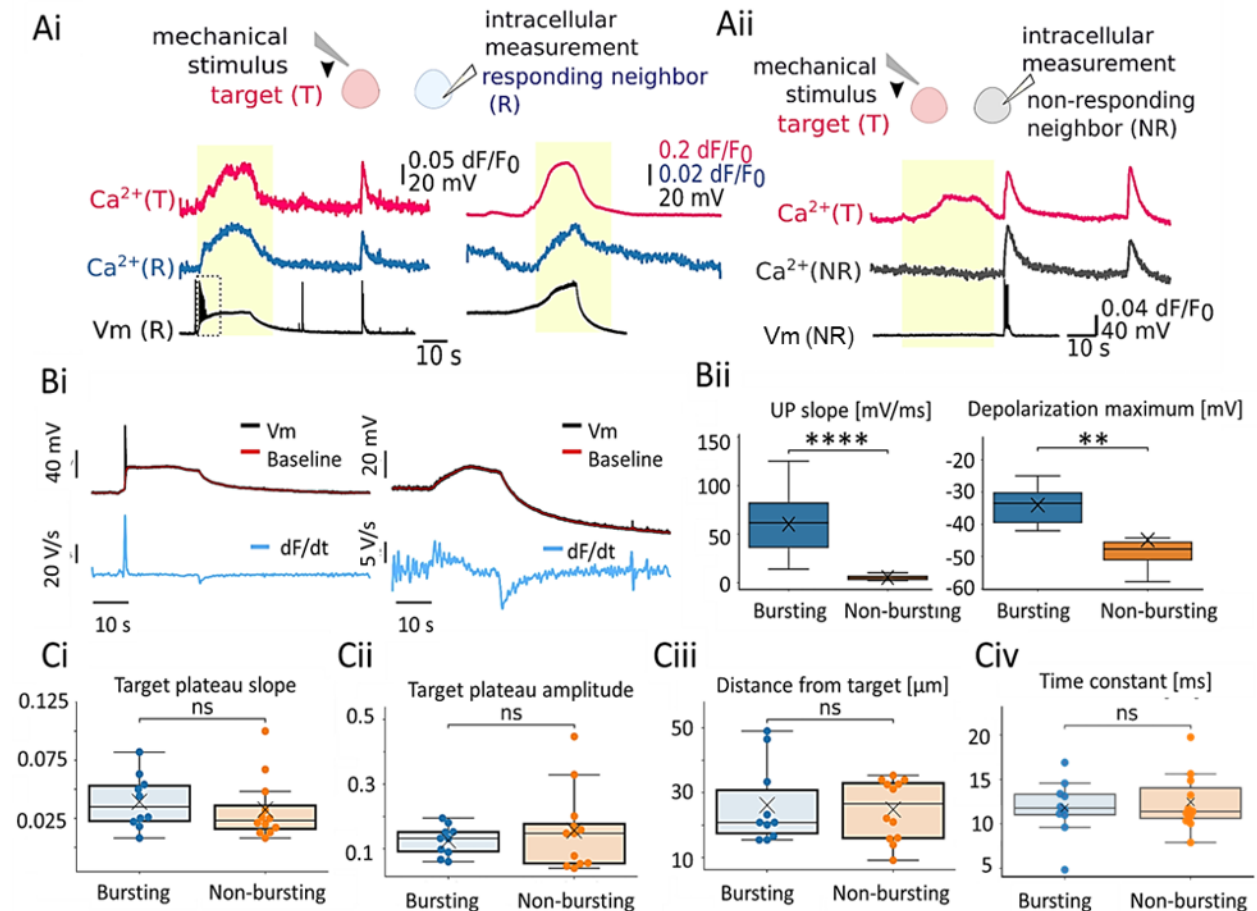 Ai
mechanical
stimulus
target (T)
intracellular
measurement
responding neighbor
(R)
0.05 dF/F0
20 mV
0.2 dF/F0
0.02 dF/F0
20 mV
Ca2+(T)
Ca2+(R)
Vm (R)
10 s
Aii
mechanical
stimulus
target (T)
intracellular
measurement
non-responding
neighbor (NR)
Ca2+(T)
Ca2+(NR)
Vm (NR)
0.04 dF/F0
40 mV
10 s
Bi
40 mV
Vm
Baseline
20 V/s
dF/dt
10 s
20 mV
Vm
Baseline
5 V/s
dF/dt
10 s
Bii
UP slope [mV/ms]
****
150
100
50
0
Bursting
Non-bursting
Depolarization maximum [mV]
**
-20
-30
-40
-50
-60
Bursting
Non-bursting
Ci
Target plateau slope
ns
0.125
0.075
0.025
Bursting
Non-bursting
Cii
Target plateau amplitude
ns
0.5
0.3
0.1
Bursting
Non-bursting
Ciii
Distance from target [µm]
ns
50
30
10
Bursting
Non-bursting
Civ
Time constant [ms]
ns
20
15
10
5
Bursting
Non-bursting